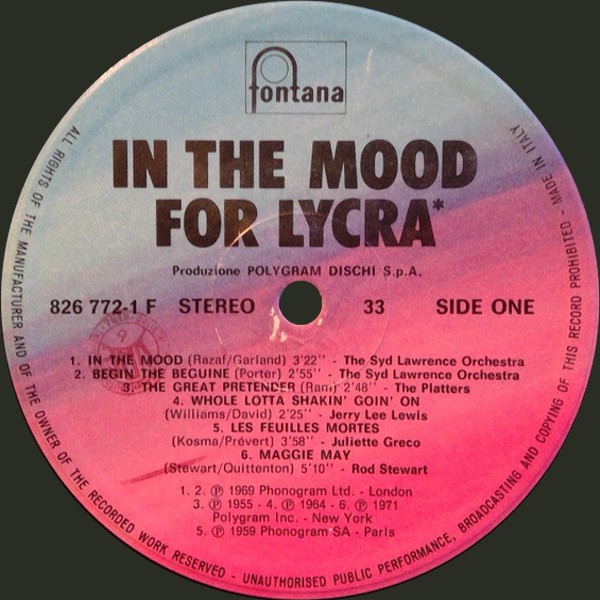 fontana
IN THE MOOD
FOR LYCRA*
Produzione POLYGRAM DISCHI S.p.A.
826 772-1 F STEREO 33 SIDE ONE
1. IN THE MOOD (Razaf/Garland) 3'22'' - The Syd Lawrence Orchestra
2. BEGIN THE BEGUINE (Porter) 2'55'' - The Syd Lawrence Orchestra
3. THE GREAT PRETENDER (Ram) 2'48'' - The Platters
4. WHOLE LOTTA SHAKIN' GOIN' ON
(Williams/David) 2'25'' - Jerry Lee Lewis
5. LES FEUILLES MORTES
(Kosma/Prévert) 3'58'' - Juliette Greco
6. MAGGIE MAY
(Stewart/Quittenton) 5'10'' - Rod Stewart
1. 2. ℗ 1969 Phonogram Ltd. - London
3. ℗ 1955 - 4. ℗ 1964 - 6. ℗ 1971
Polygram Inc. - New York
5. ℗ 1959 Phonogram SA - Paris
ALL RIGHTS OF THE MANUFACTURER AND OF THE OWNER OF THE RECORDED WORK RESERVED - UNAUTHORISED PUBLIC PERFORMANCE, BROADCASTING AND COPYING OF THIS RECORD PROHIBITED - MADE IN ITALY